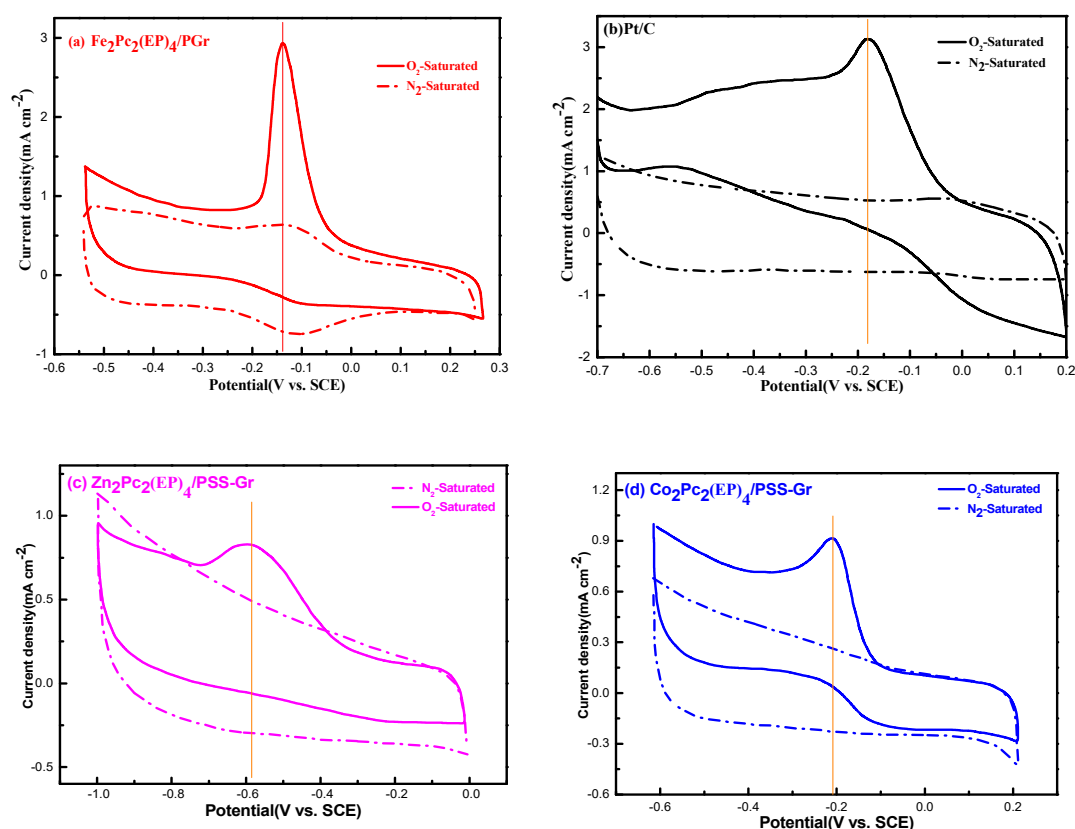 (a) Fe2Pc2(EP)4/PGr
O2-Saturated
N2-Saturated
Current density(mA cm-2)
3
2
1
0
-1
-0.6 -0.5 -0.4 -0.3 -0.2 -0.1 0.0 0.1 0.2 0.3
Potential(V vs. SCE)
(b)Pt/C
O2-Saturated
N2-Saturated
Current density(mA cm-2)
3
2
1
0
-1
-2
-0.7 -0.6 -0.5 -0.4 -0.3 -0.2 -0.1 0.0 0.1 0.2
Potential(V vs. SCE)
(c) Zn2Pc2(EP)4/PSS-Gr
N2-Saturated
O2-Saturated
Current density(mA cm-2)
1.0
0.5
0.0
-0.5
-1.0 -0.8 -0.6 -0.4 -0.2 0.0
Potential(V vs. SCE)
(d) Co2Pc2(EP)4/PSS-Gr
O2-Saturated
N2-Saturated
Current density(mA cm-2)
1.2
0.9
0.6
0.3
0.0
-0.3
-0.6
-0.6 -0.4 -0.2 0.0 0.2
Potential(V vs. SCE)